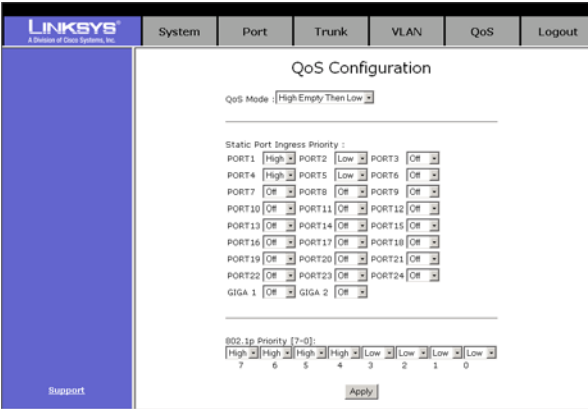 LINKSYS®
A Division of Cisco Systems, Inc.
System Port Trunk VLAN QoS Logout
QoS Configuration
QoS Mode : High Empty Then Low
Static Port Ingress Priority :
PORT1 High PORT2 Low PORT3 Off
PORT4 High PORT5 Low PORT6 Off
PORT7 Off PORT8 Off PORT9 Off
PORT10 Off PORT11 Off PORT12 Off
PORT13 Off PORT14 Off PORT15 Off
PORT16 Off PORT17 Off PORT18 Off
PORT19 Off PORT20 Off PORT21 Off
PORT22 Off PORT23 Off PORT24 Off
GIGA 1 Off GIGA 2 Off
802.1p Priority [7-0]:
High High High High Low Low Low Low
7 6 5 4 3 2 1 0
Apply
Support